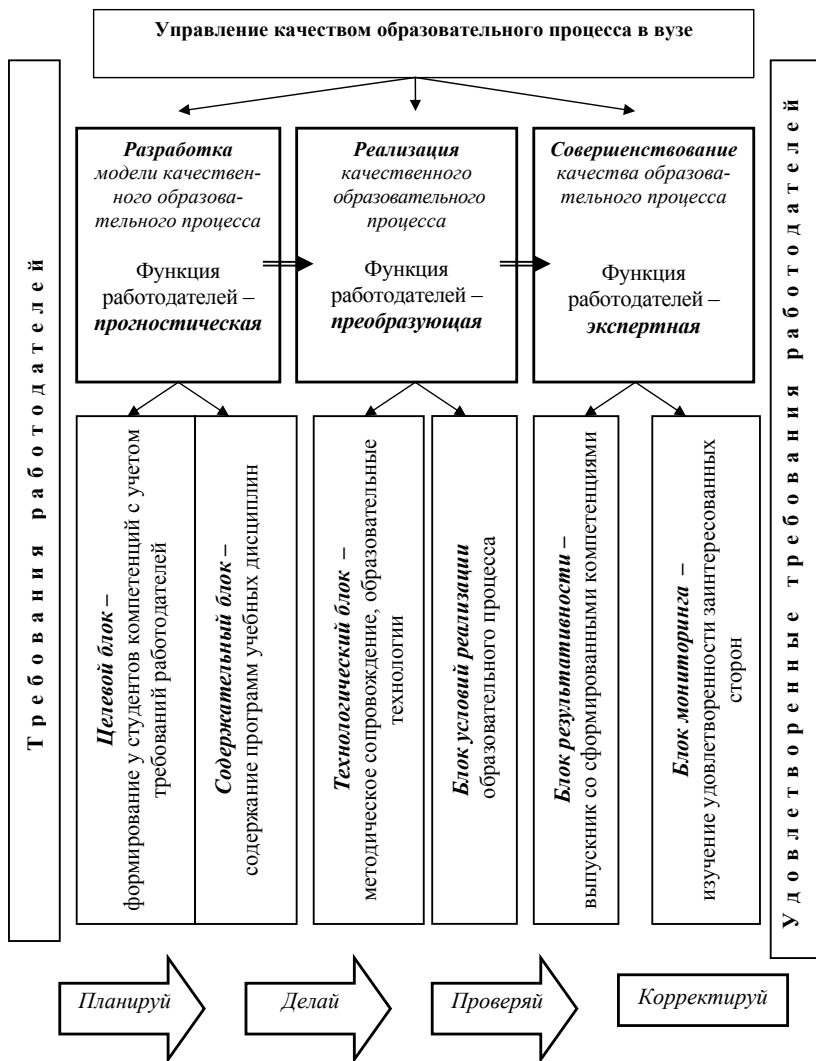 Управление качеством образовательного процесса в вузе
Требования работодателей
Разработка
модели качествен-
ного образова-
тельного процесса
Функция
работодателей –
прогностическая
Реализация
качественного
образовательного
процесса
Функция
работодателей –
преобразующая
Совершенствование
качества образова-
тельного процесса
Функция
работодателей –
экспертная
Целевой блок –
формирование у студентов компетенций с учетом
требований работодателей
Содержательный блок –
содержание программ учебных дисциплин
Технологический блок –
методическое сопровождение, образовательные
технологии
Блок условий реализации
образовательного процесса
Блок результативности –
выпускник со сформированными компетенциями
Блок мониторинга –
изучение удовлетворенности заинтересованных
сторон
Удовлетворенные требования работодателей
Планируй
Делай
Проверяй
Корректируй